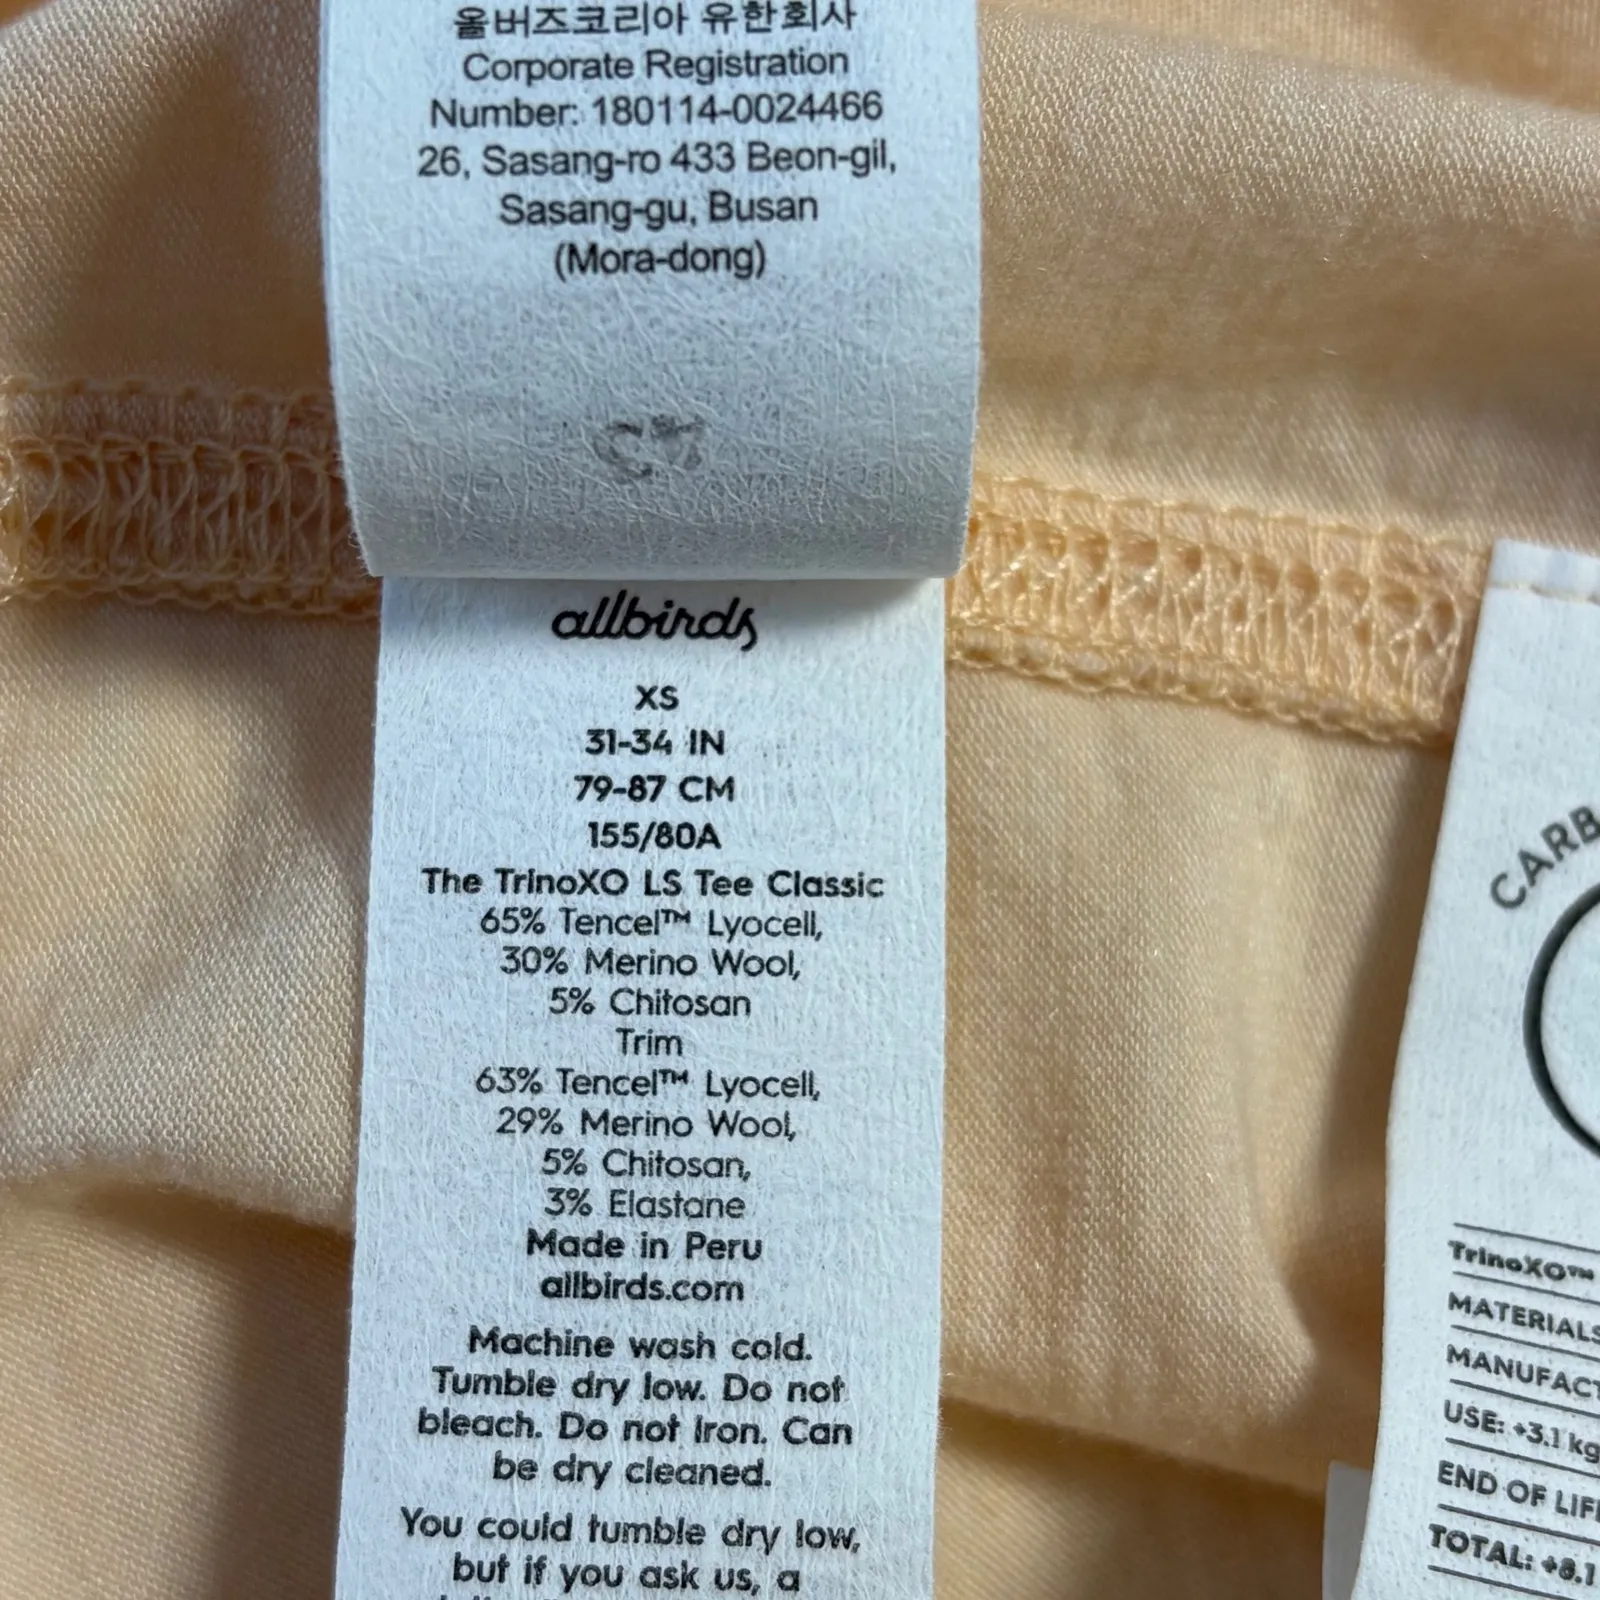 올버즈코리아 유한회사
Corporate Registration
Number: 180114-0024466
26, Sasang-ro 433 Beon-gil,
Sasang-gu, Busan
(Mora-dong)
allbirds
XS
31-34 IN
79-87 CM
155/80A
The TrinoXO LS Tee Classic
65% Tencel™ Lyocell,
30% Merino Wool,
5% Chitosan
Trim
63% Tencel™ Lyocell,
29% Merino Wool,
5% Chitosan,
3% Elastane
Made in Peru
allbirds.com
Machine wash cold.
Tumble dry low. Do not
bleach. Do not Iron. Can
be dry cleaned.
You could tumble dry low,
but if you ask us, a
CARB
TrinoXO™
MATERIALS
MANUFACT
USE: +3.1 kg
END OF LIF
TOTAL: +8.1